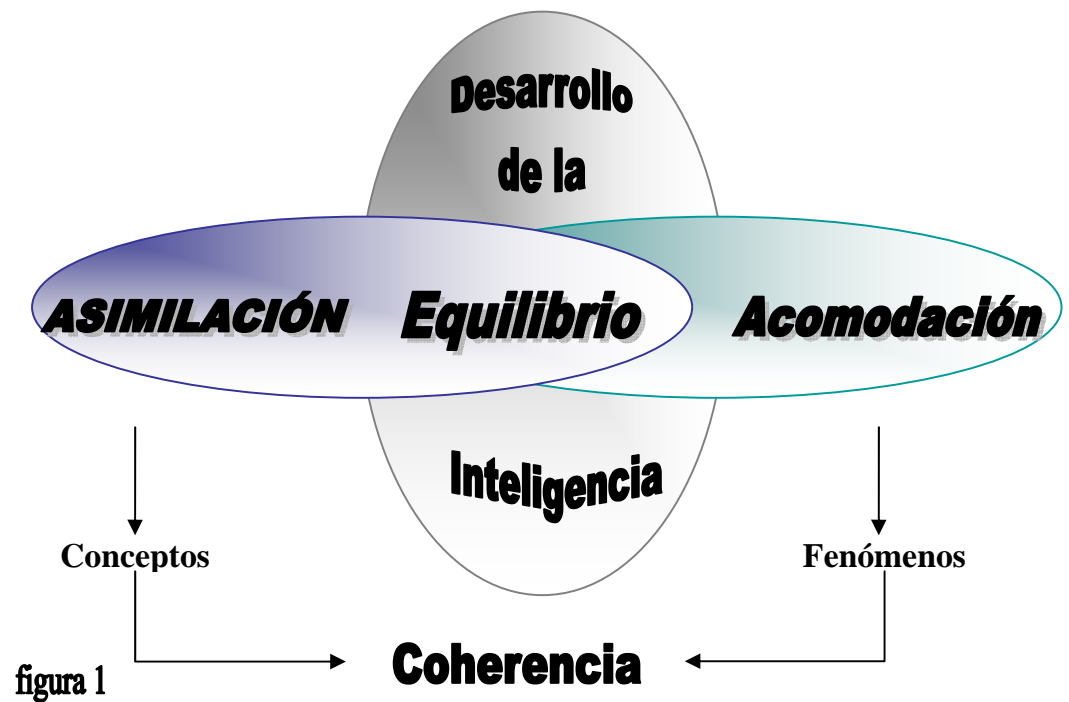 Desarrollo
de la
ASIMILACIÓN Equilibrio Acomodación
Inteligencia
Conceptos Fenómenos
Coherencia
figura 1